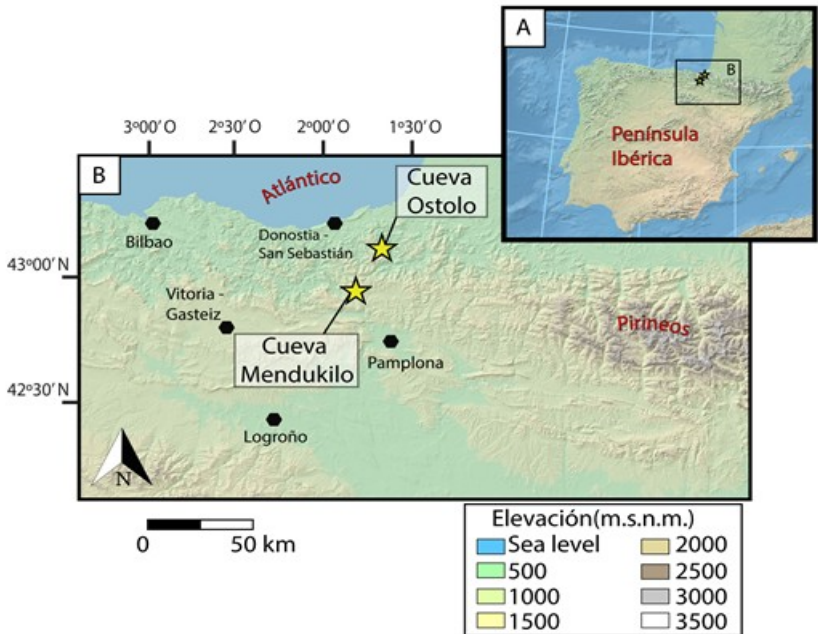 A
B
Península
Ibérica
3º00’O
2º30’O
2º00’O
1º30’O
B
Atlántico
Cueva
Ostolo
Bilbao
Donostia -
San Sebastián
43º00’N
Vitoria -
Gasteiz
Pirineos
Cueva
Mendukilo
Pamplona
42º30’N
Logroño
N
0
50 km
Elevación(m.s.n.m.)
Sea level
500
1000
1500
2000
2500
3000
3500